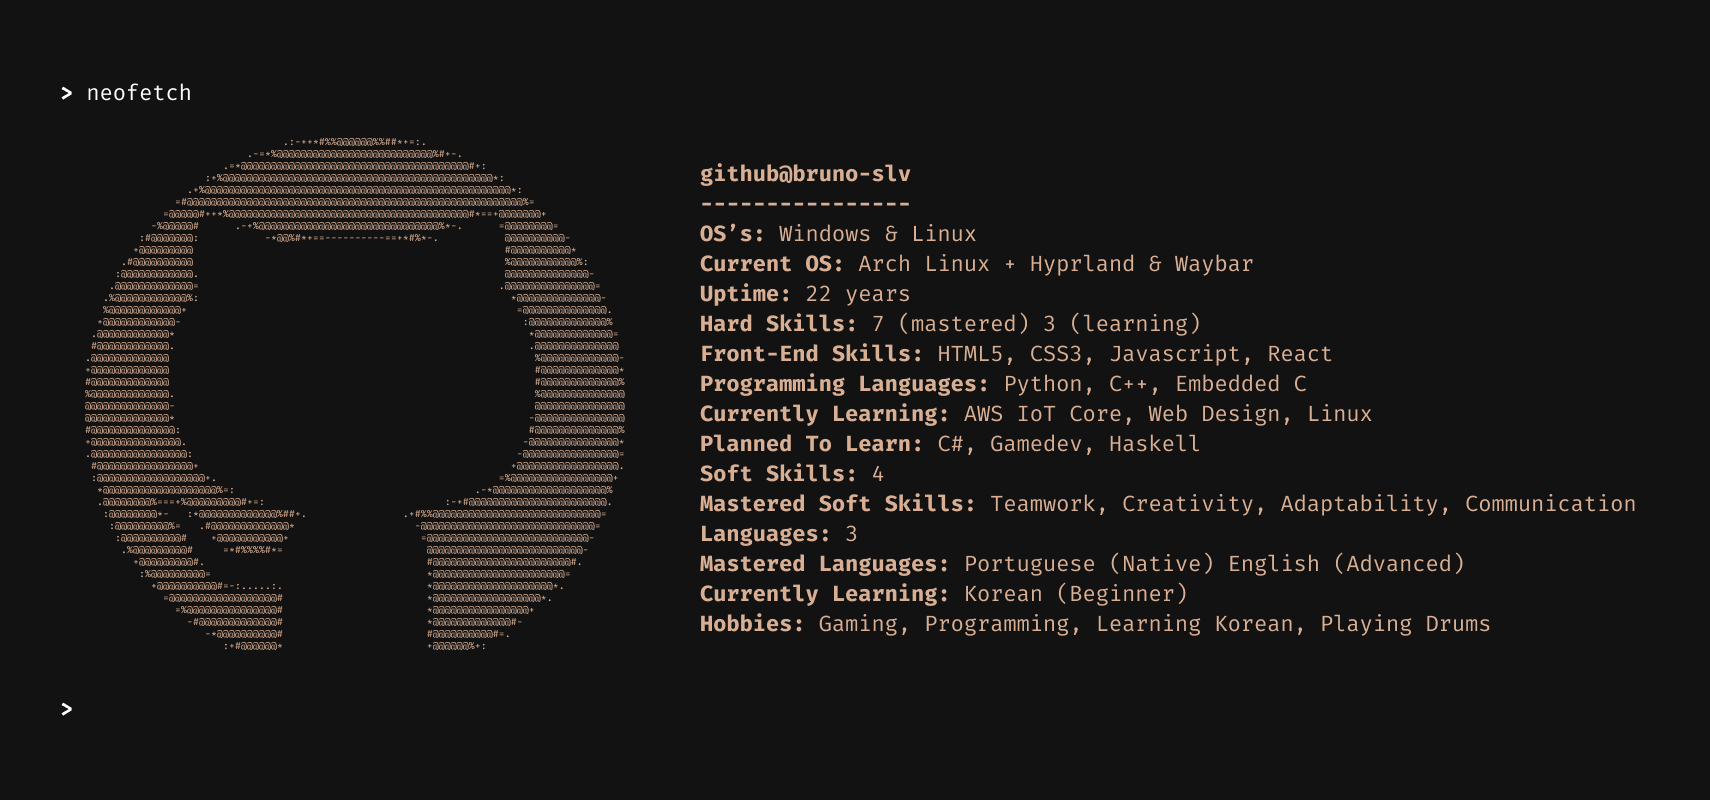 > neofetch
github@bruno-slv
----------------
OS’s: Windows & Linux
Current OS: Arch Linux + Hyprland & Waybar
Uptime: 22 years
Hard Skills: 7 (mastered) 3 (learning)
Front-End Skills: HTML5, CSS3, Javascript, React
Programming Languages: Python, C++, Embedded C
Currently Learning: AWS IoT Core, Web Design, Linux
Planned To Learn: C#, Gamedev, Haskell
Soft Skills: 4
Mastered Soft Skills: Teamwork, Creativity, Adaptability, Communication
Languages: 3
Mastered Languages: Portuguese (Native) English (Advanced)
Currently Learning: Korean (Beginner)
Hobbies: Gaming, Programming, Learning Korean, Playing Drums
>